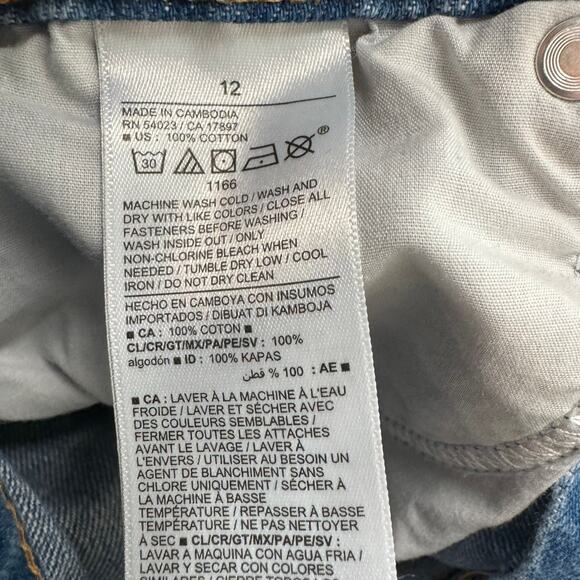 12
MADE IN CAMBODIA
RN 54023 / CA 17897
■ US : 100% COTTON
30 ®
1166
MACHINE WASH COLD / WASH AND
DRY WITH LIKE COLORS / CLOSE ALL
FASTENERS BEFORE WASHING /
WASH INSIDE OUT / ONLY
NON-CHLORINE BLEACH WHEN
NEEDED / TUMBLE DRY LOW / COOL
IRON / DO NOT DRY CLEAN
HECHO EN CAMBOYA CON INSUMOS
IMPORTADOS / DIBUAT DI KAMBOJA
■ CA : 100% COTON ■
CL/CR/GT/MX/PA/PE/SV : 100%
algodón ■ ID : 100% KAPAS
■ AE : 100 % قطن
■ CA : LAVER À LA MACHINE À L'EAU
FROIDE / LAVER ET SÉCHER AVEC
DES COULEURS SEMBLABLES /
FERMER TOUTES LES ATTACHES
AVANT LE LAVAGE / LAVER À
L'ENVERS / UTILISER AU BESOIN UN
AGENT DE BLANCHIMENT SANS
CHLORE UNIQUEMENT / SÉCHER À
LA MACHINE À BASSE
TEMPÉRATURE / REPASSER À BASSE
TEMPÉRATURE / NE PAS NETTOYER
À SEC ■ CL/CR/GT/MX/PA/PE/SV :
LAVAR A MAQUINA CON AGUA FRIA /
LAVAR Y SECAR CON COLORES
SIMILARES / CIERRE TODOS